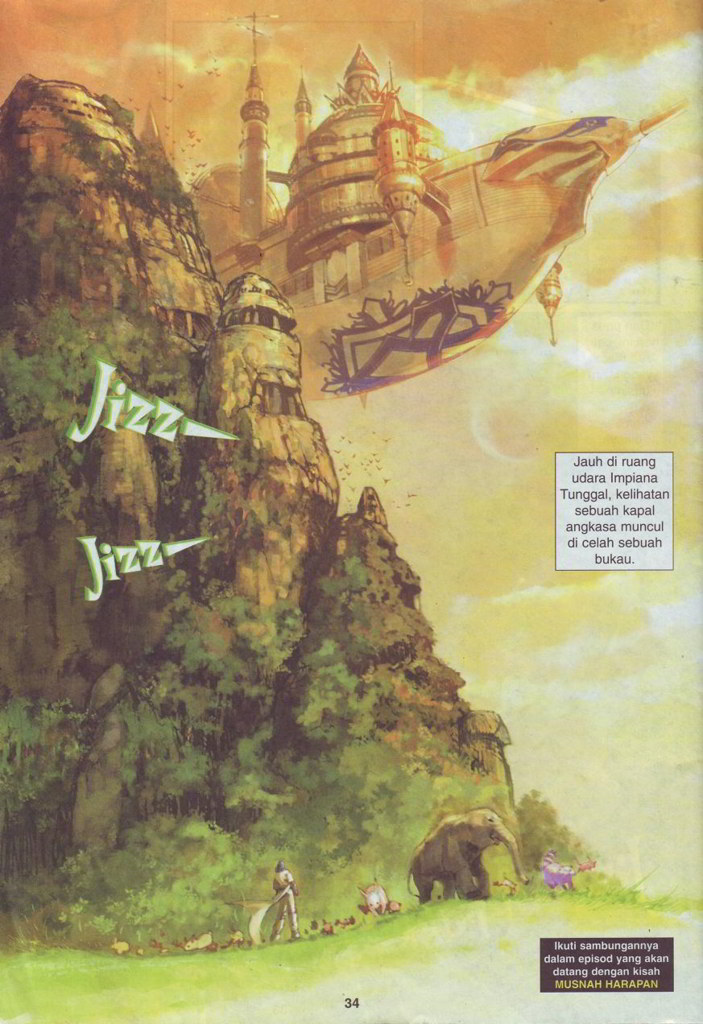 Jizz
Jizz
Jauh di ruang
udara Impiana
Tunggal, kelihatan
sebuah kapal
angkasa muncul
di celah sebuah
bukau.
Ikuti sambungannya
dalam episod yang akan
datang dengan kisah
MUSNAH HARAPAN
34